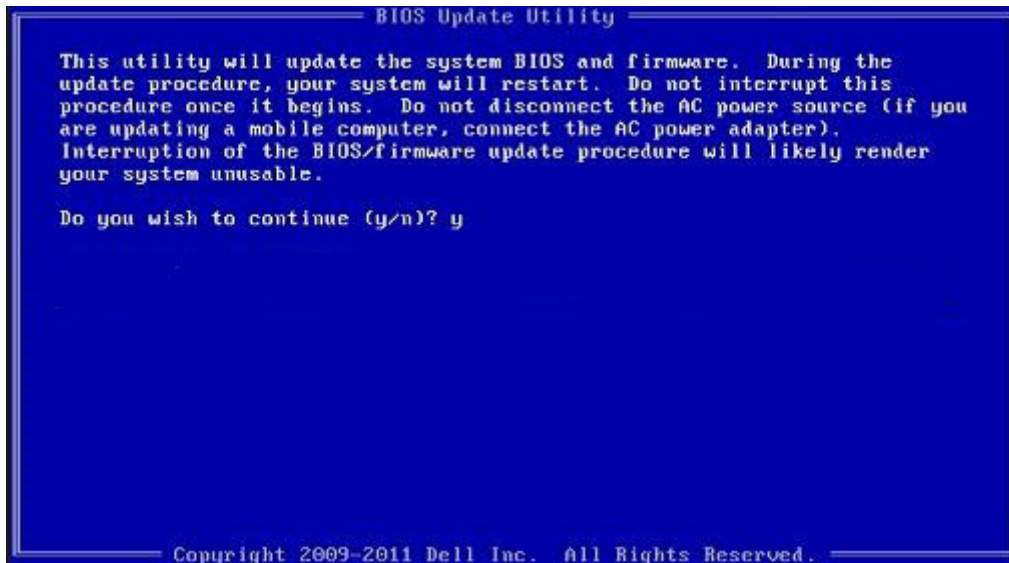 BIOS Update Utility
This utility will update the system BIOS and firmware. During the
update procedure, your system will restart. Do not interrupt this
procedure once it begins. Do not disconnect the AC power source (if you
are updating a mobile computer, connect the AC power adapter).
Interruption of the BIOS/firmware update procedure will likely render
your system unusable.
Do you wish to continue (y/n)? y
Copyright 2009-2011 Dell Inc. All Rights Reserved.